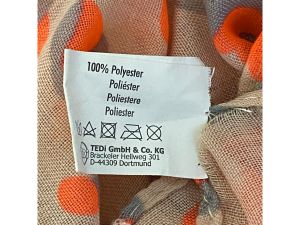 100% Polyester
Poliéster
Poliestere
Poliester
TEDi GmbH & Co. KG
Brackeler Hellweg 301
D-44309 Dortmund